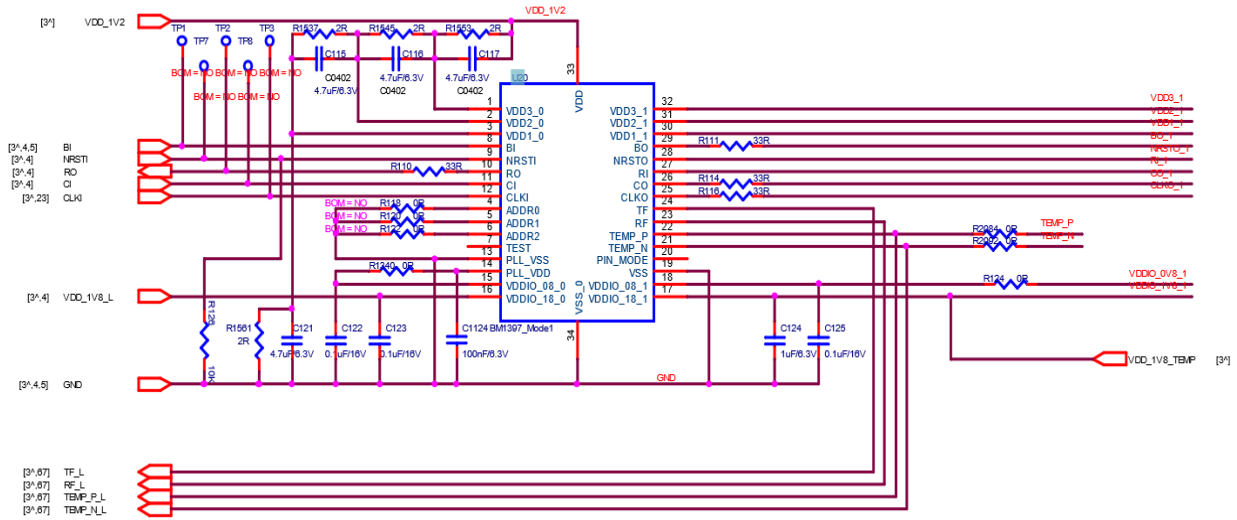 [3^] VDD_1V2
TP1 TP2 TP3
TP7 TP8
BOM = NO BOM = NO BOM = NO
BOM = NO BOM = NO
VDD_1V2
R1537 2R R1545 2R R1553 2R
C115 C116 C117
C0402
4.7uF/6.3V
4.7uF/6.3V
C0402
4.7uF/6.3V
C0402
U20
33
VDD
1 VDD3_0 VDD3_1 32 VDD3_1
2 VDD2_0 VDD2_1 31 VDD2_1
3 VDD1_0 VDD1_1 30 VDD1_1
[3^,4,5] BI 8 BI BO 29 R111 33R BO_1
[3^,4] NRSTI 9 NRSTI NRSTO 28 NRSTO_1
[3^,4] RO R110 33R 10 RO RI 27 RI_1
[3^,4] CI 11 CI CO 26 R114 33R CO_1
[3^,23] CLKI 12 CLKI CLKO 25 R116 33R CLKO_1
BOM = NO R118 0R 4 ADDR0 TF 24
BOM = NO R120 0R 5 ADDR1 RF 23
BOM = NO R122 0R 6 ADDR2 TEMP_P 22 R2084 0R TEMP_P
7 TEST TEMP_N 21 R2092 0R TEMP_N
13 PLL_VSS PIN_MODE 20
R1340 0R 14 PLL_VDD VSS 19
15 VDDIO_08_0 VDDIO_08_1 18 R124 0R VDDIO_0V8_1
[3^,4] VDD_1V8_L 16 VDDIO_18_0 VDDIO_18_1 17 VDDIO_1V8_1
VSS_0
34
BM1397_Mode1
R126
10K
R1561
2R
C121
4.7uF/6.3V
C122
0.1uF/16V
C123
0.1uF/16V
C1124
100nF/6.3V
C124
1uF/6.3V
C125
0.1uF/16V
VDD_1V8_TEMP [3^]
[3^,4,5] GND
GND
[3^,67] TF_L
[3^,67] RF_L
[3^,67] TEMP_P_L
[3^,67] TEMP_N_L